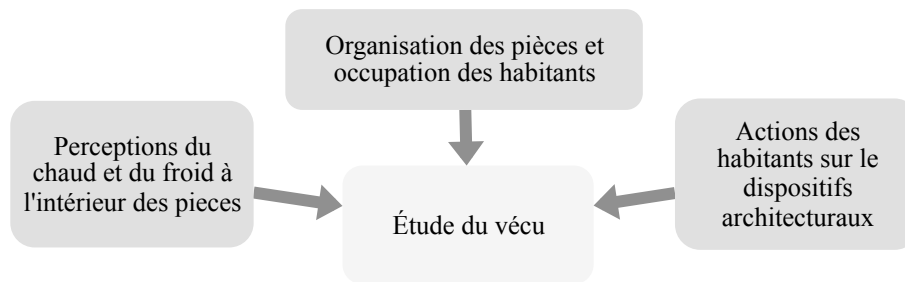 Organisation des pièces et
occupation des habitants
Perceptions du
chaud et du froid à
l'intérieur des pieces
Actions des
habitants sur le
dispositifs
architecturaux
Étude du vécu